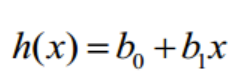 h(x) = b₀ + b₁x